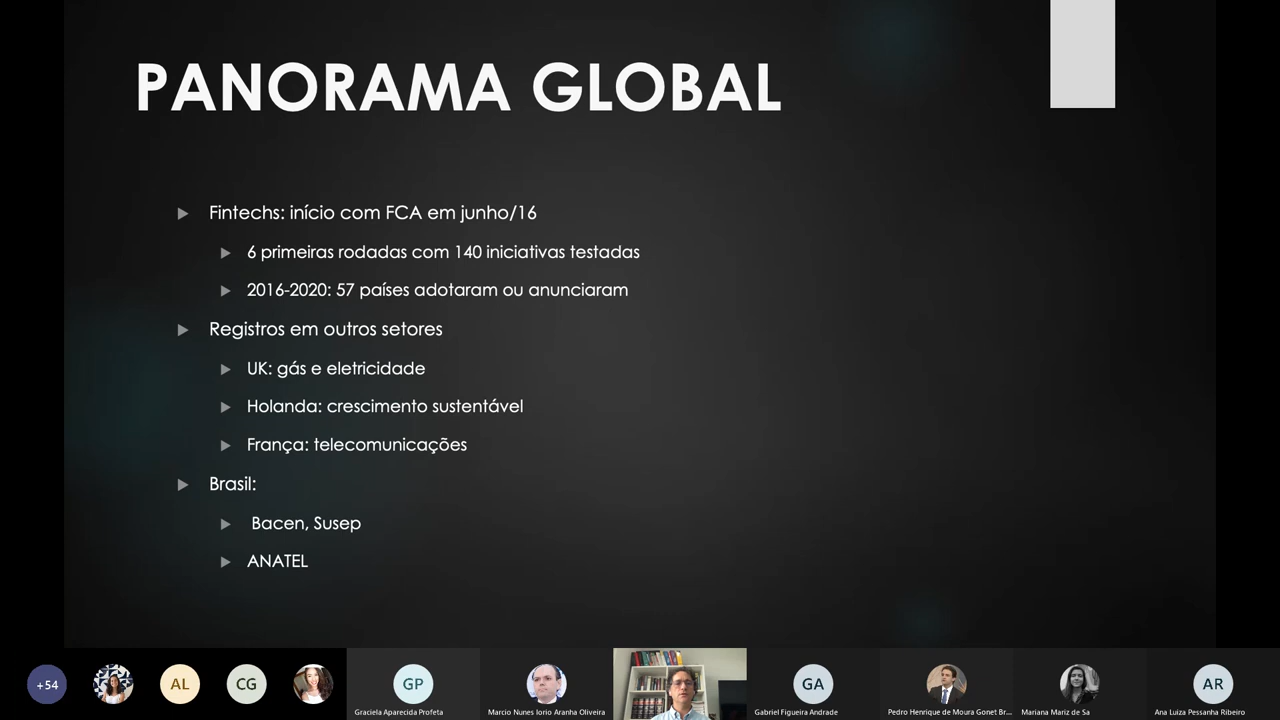 PANORAMA GLOBAL
Fintechs: início com FCA em junho/16
6 primeiras rodadas com 140 iniciativas testadas
2016-2020: 57 países adotaram ou anunciaram
Registros em outros setores
UK: gás e eletricidade
Holanda: crescimento sustentável
França: telecomunicações
Brasil:
Bacen, Susep
ANATEL
+54
AL
CG
GP
GA
AR
Graciela Aparecida Profeta
Marcio Nunes Iorio Aranha Oliveira
Gabriel Figueira Andrade
Pedro Henrique de Moura Gonet Br...
Mariana Mariz de Sa
Ana Luiza Pessanha Ribeiro